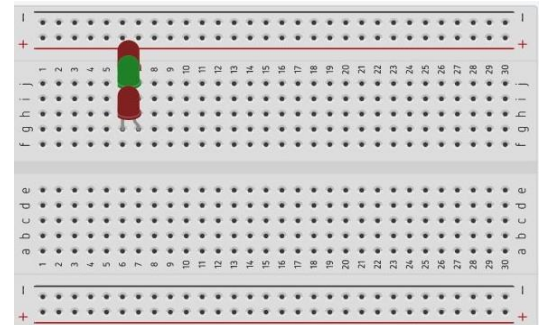 − −
+ +
1 2 3 4 5 8 9 10 11 12 13 14 15 16 17 18 19 20 21 22 23 24 25 26 27 28 29 30
j j
i i
h h
g g
f f
e e
d d
c c
b b
a a
1 2 3 4 5 6 7 8 9 10 11 12 13 14 15 16 17 18 19 20 21 22 23 24 25 26 27 28 29 30
− −
+ +